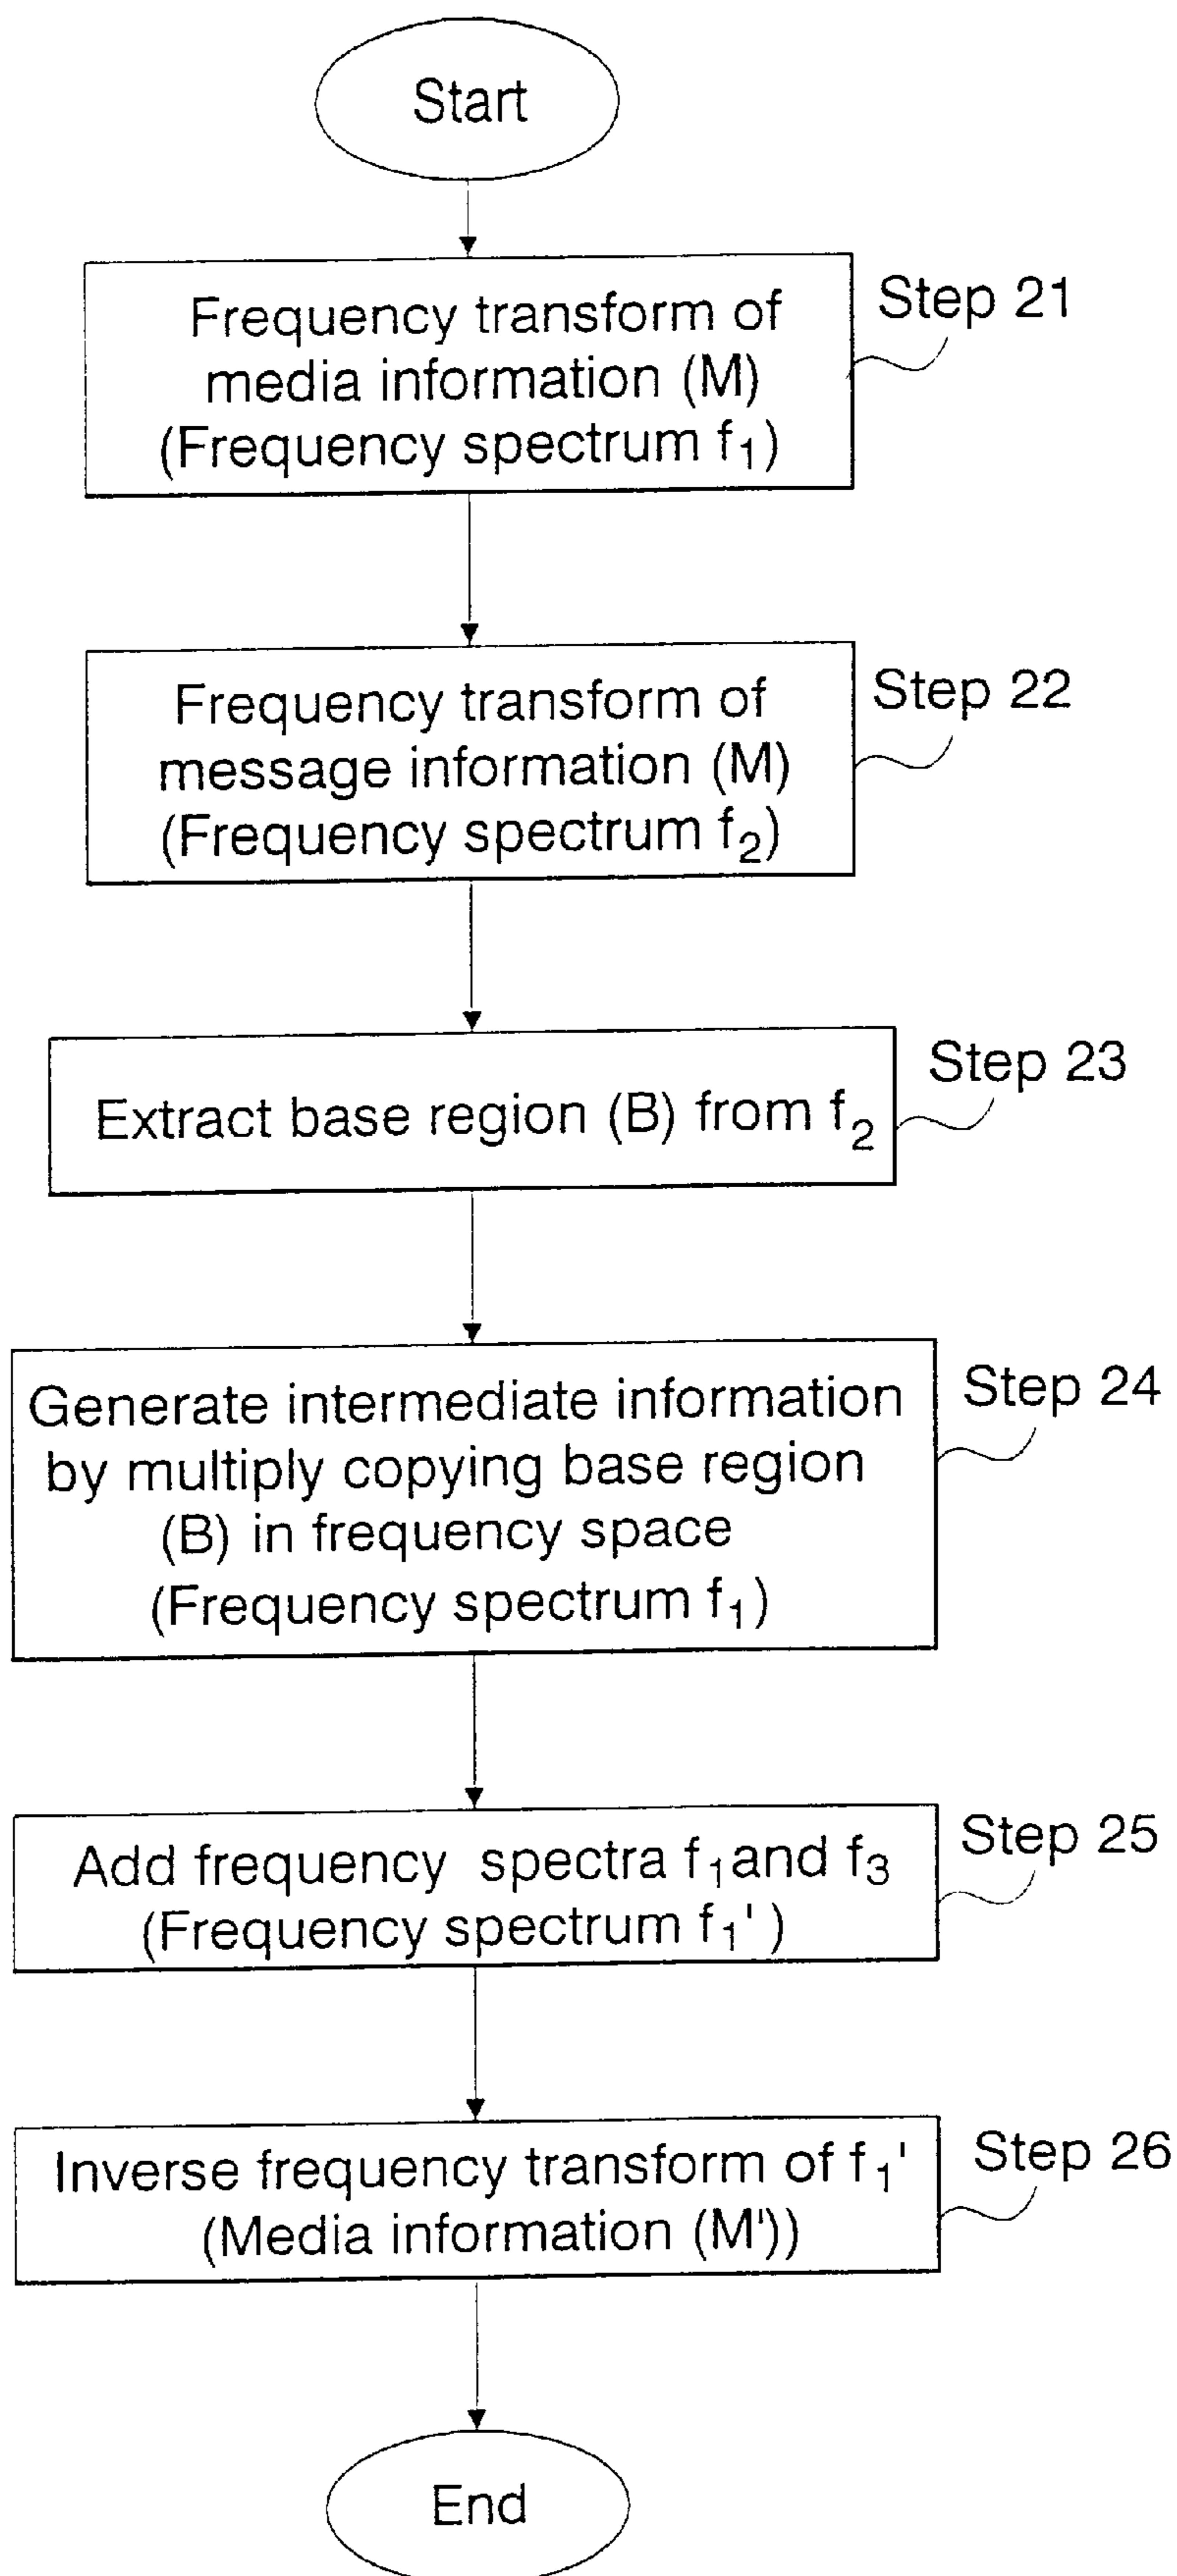 Start
Frequency transform of
media information (M)
(Frequency spectrum f₁)
Step 21
Frequency transform of
message information (M)
(Frequency spectrum f₂)
Step 22
Extract base region (B) from f₂
Step 23
Generate intermediate information
by multiply copying base region
(B) in frequency space
(Frequency spectrum f₁)
Step 24
Add frequency spectra f₁ and f₃
(Frequency spectrum f₁' )
Step 25
Inverse frequency transform of f₁'
(Media information (M'))
Step 26
End